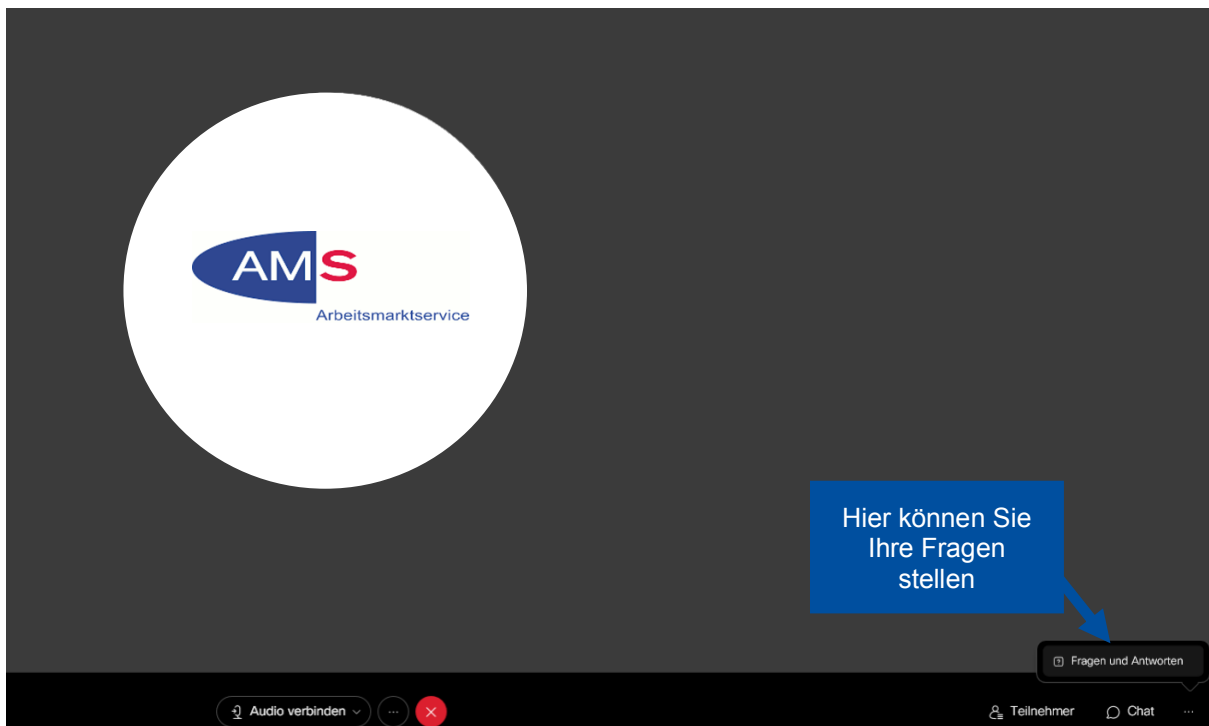 AMS
Arbeitsmarktservice
Hier können Sie
Ihre Fragen
stellen
Fragen und Antworten
Audio verbinden
Teilnehmer
Chat